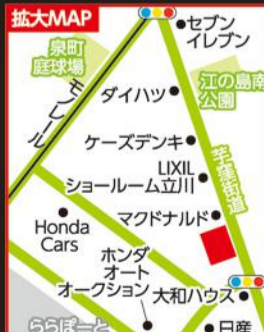 拡大MAP
セブン
イレブン
泉町
庭球場
江の島南
公園
ダイハツ
モノレール
ケーズデンキ
芋窪街道
LIXIL
ショールーム立川
マクドナルド
Honda
Cars
ホンダ
オート
オークション
大和ハウス
ららぽーと
日産